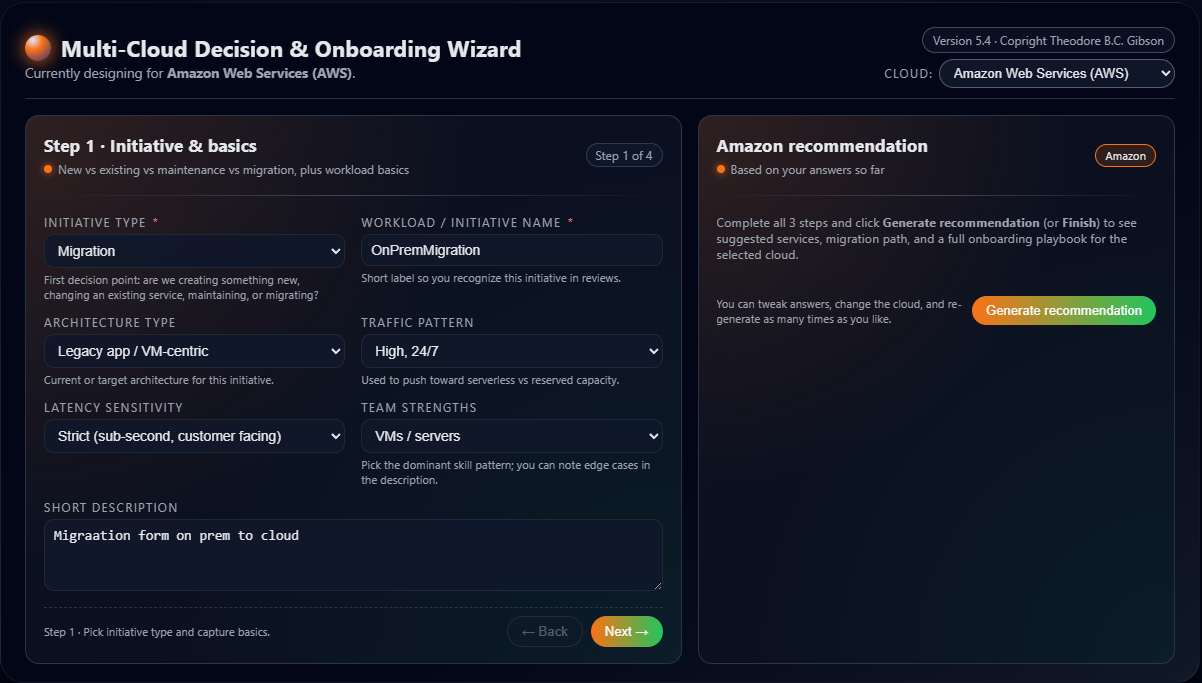 Multi-Cloud Decision & Onboarding Wizard
Currently designing for Amazon Web Services (AWS).
Version 5.4 · Copright Theodore B.C. Gibson
CLOUD: Amazon Web Services (AWS)
Step 1 · Initiative & basics
New vs existing vs maintenance vs migration, plus workload basics
Step 1 of 4
INITIATIVE TYPE *
Migration
First decision point: are we creating something new,
changing an existing service, maintaining, or migrating?
WORKLOAD / INITIATIVE NAME *
OnPremMigration
Short label so you recognize this initiative in reviews.
ARCHITECTURE TYPE
Legacy app / VM-centric
Current or target architecture for this initiative.
TRAFFIC PATTERN
High, 24/7
Used to push toward serverless vs reserved capacity.
LATENCY SENSITIVITY
Strict (sub-second, customer facing)
TEAM STRENGTHS
VMs / servers
Pick the dominant skill pattern; you can note edge cases in
the description.
SHORT DESCRIPTION
Migraation form on prem to cloud
Step 1 · Pick initiative type and capture basics.
← Back
Next →
Amazon recommendation
Based on your answers so far
Amazon
Complete all 3 steps and click Generate recommendation (or Finish) to see
suggested services, migration path, and a full onboarding playbook for the
selected cloud.
You can tweak answers, change the cloud, and re-
generate as many times as you like.
Generate recommendation